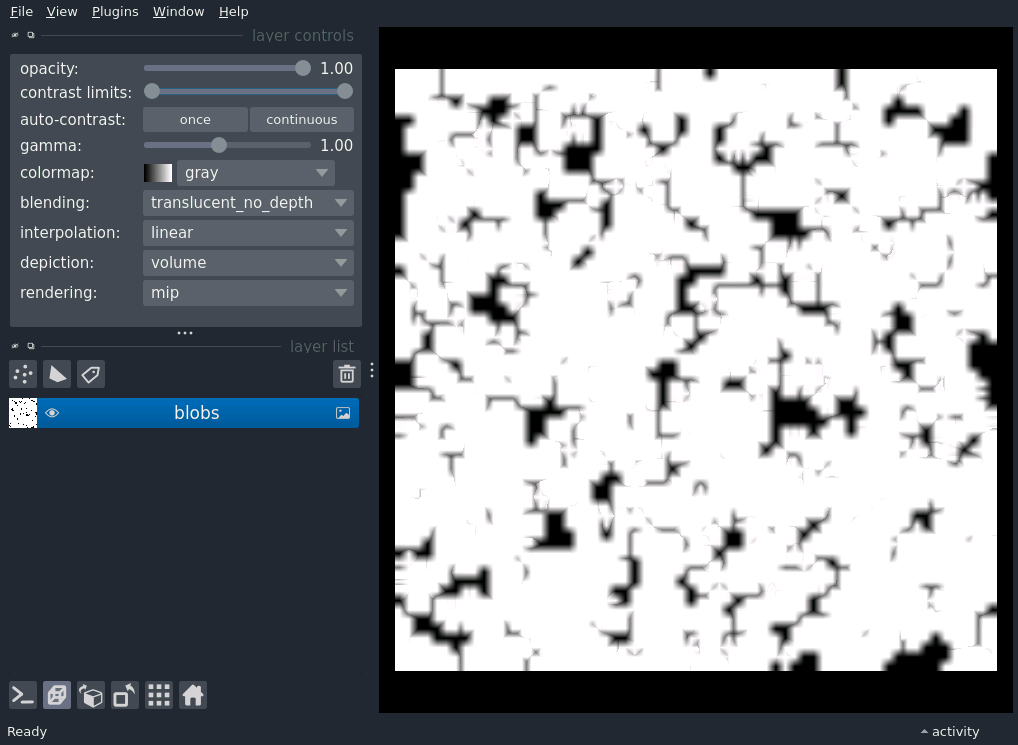 File View Plugins Window Help
layer controls
opacity: 1.00
contrast limits:
auto-contrast: once continuous
gamma: 1.00
colormap: gray
blending: translucent_no_depth
interpolation: linear
depiction: volume
rendering: mip
layer list
blobs
Ready activity